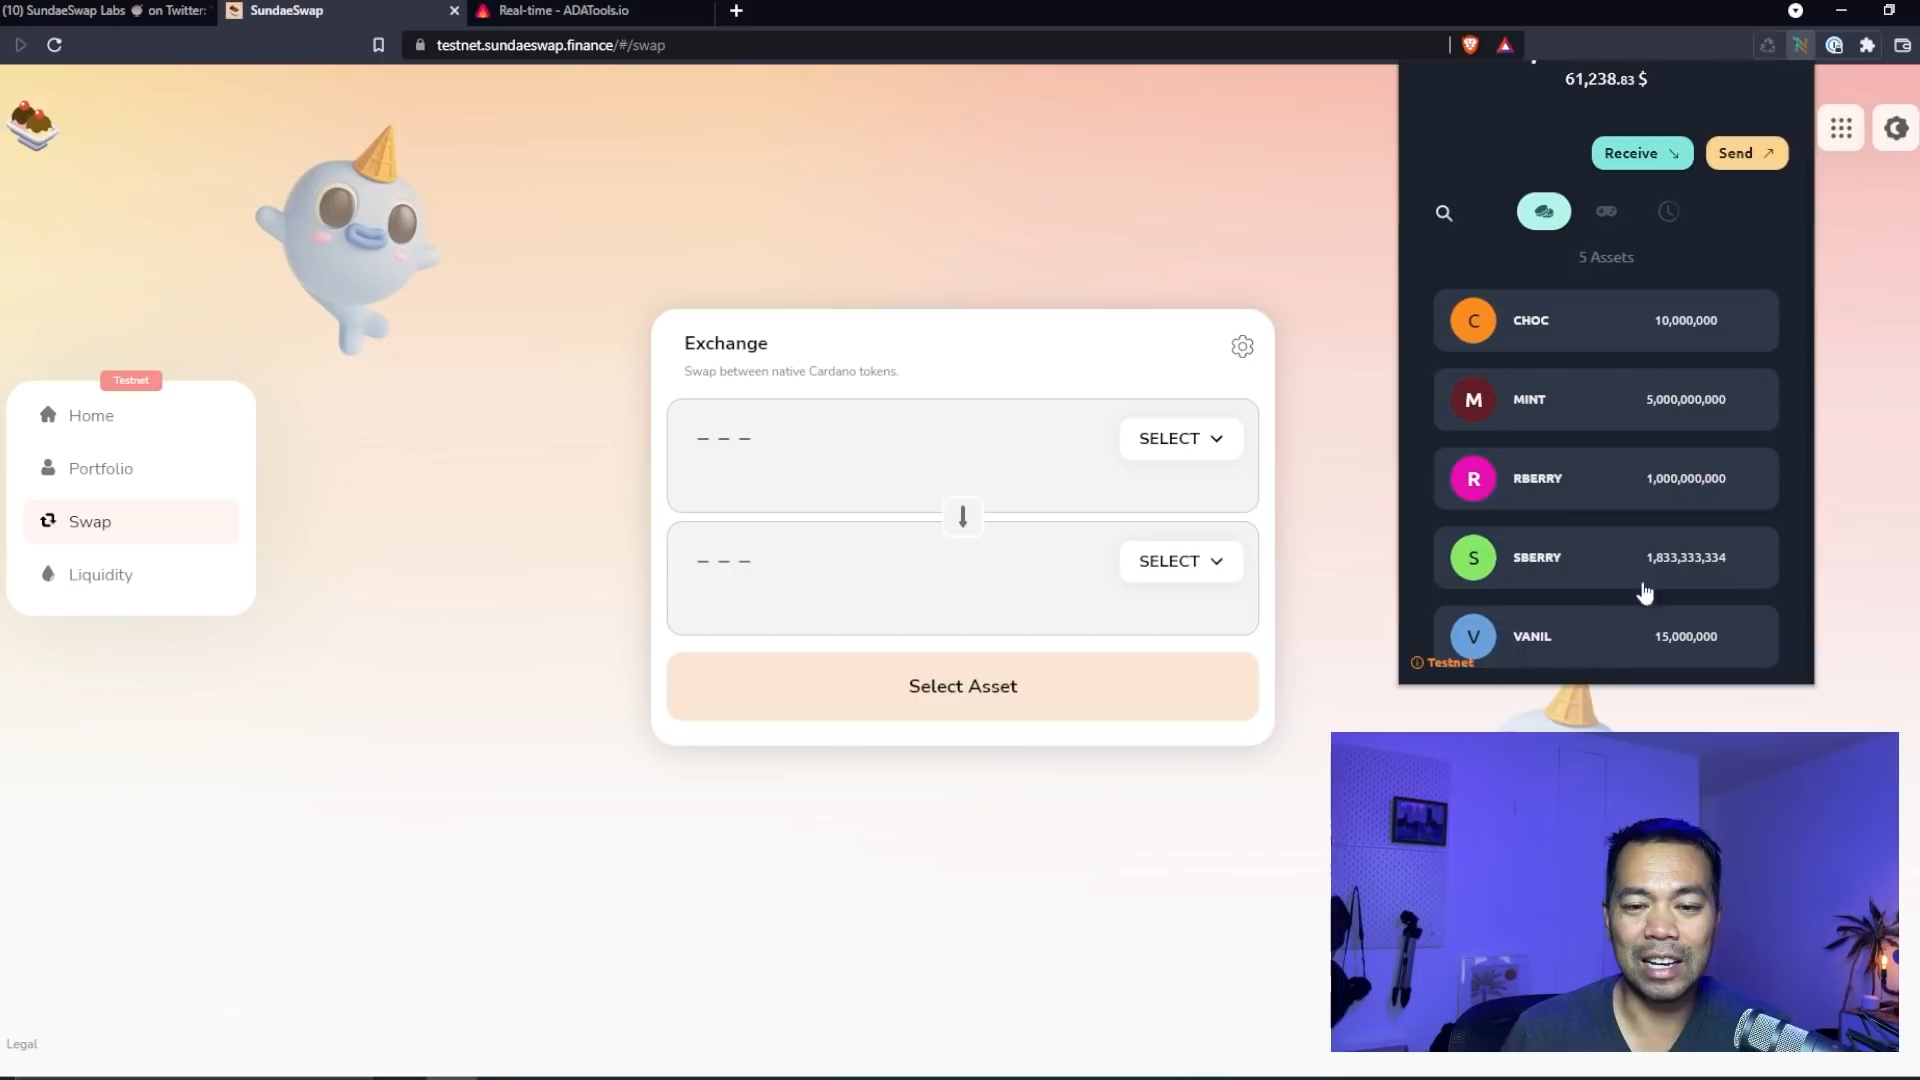 (10) SundaeSwap Labs on Twitter:
SundaeSwap
Real-time - ADATools.io
testnet.sundaeswap.finance/#/swap
61,238.83 $
Receive
Send
5 Assets
C CHOC 10,000,000
M MINT 5,000,000,000
R RBERRY 1,000,000,000
S SBERRY 1,833,333,334
V VANIL 15,000,000
Testnet
Testnet
Home
Portfolio
Swap
Liquidity
Exchange
Swap between native Cardano tokens.
– – –
SELECT
– – –
SELECT
Select Asset
Legal